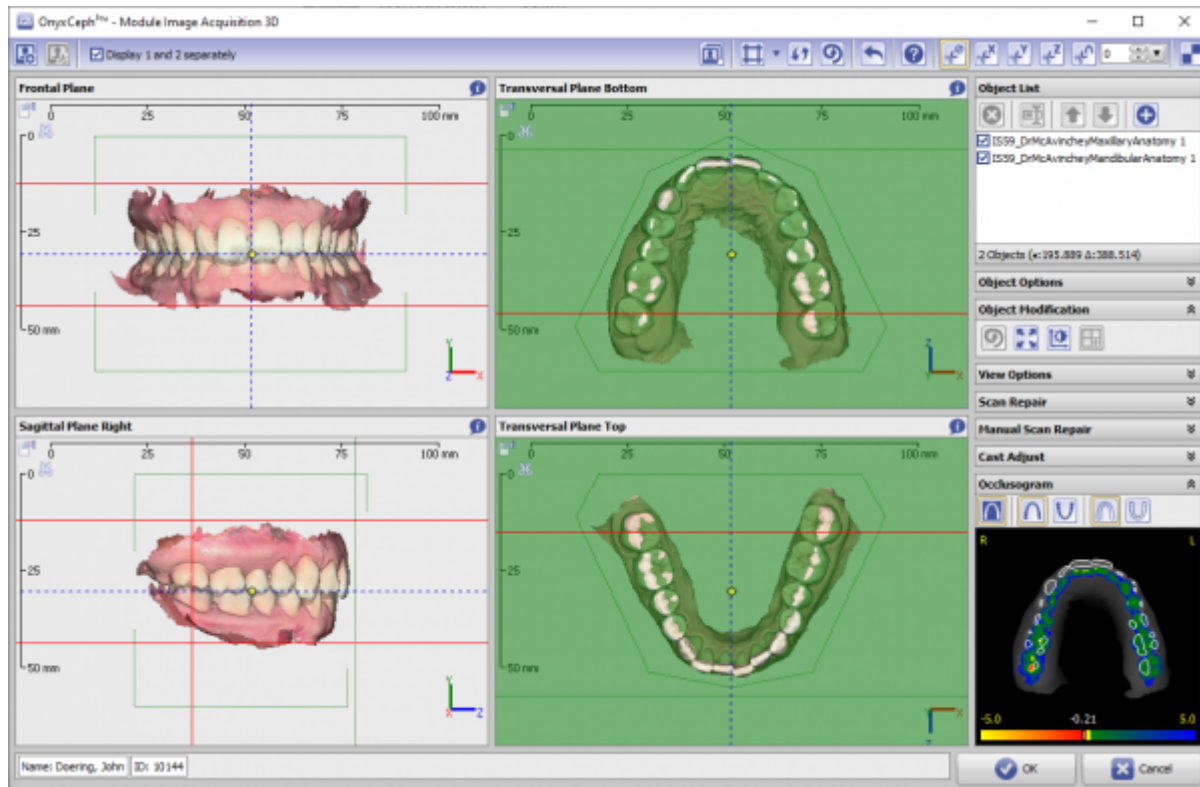 OnyxCeph³™ - Module Image Acquisition 3D
Display 1 and 2 separately
0
Frontal Plane
0 25 50 75 100 mm
0
25
50 mm
Y
Z X
Transversal Plane Bottom
0 25 50 75 100 mm
0
25
50 mm
Z
Y X
Sagittal Plane Right
0 25 50 75 100 mm
0
25
50 mm
Y
X Z
Transversal Plane Top
0 25 50 75 100 mm
0
25
50 mm
X
Z
Object List
IS59_DrMcAvincheyMaxillaryAnatomy 1
IS59_DrMcAvincheyMandibularAnatomy 1
2 Objects (•:195.889 Δ:388.514)
Object Options
Object Modification
View Options
Scan Repair
Manual Scan Repair
Cast Adjust
Occlusogram
R L
-5.0 -0.21 5.0
Name: Doering, John ID: 10144
OK Cancel